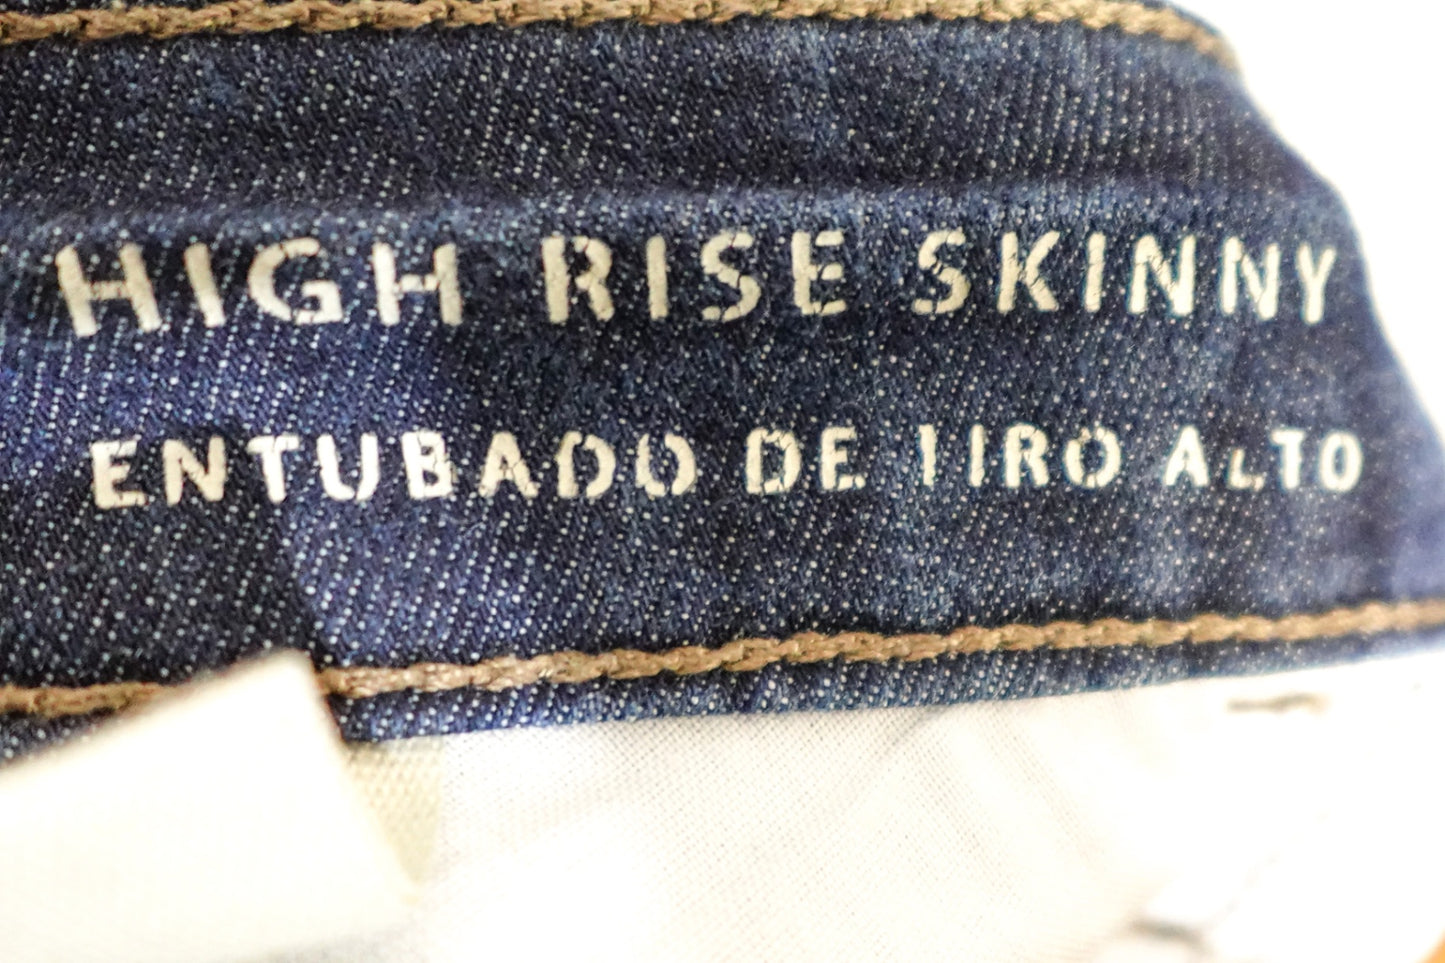 HIGH RISE SKINNY
ENTUBADO DE TIRO ALTO